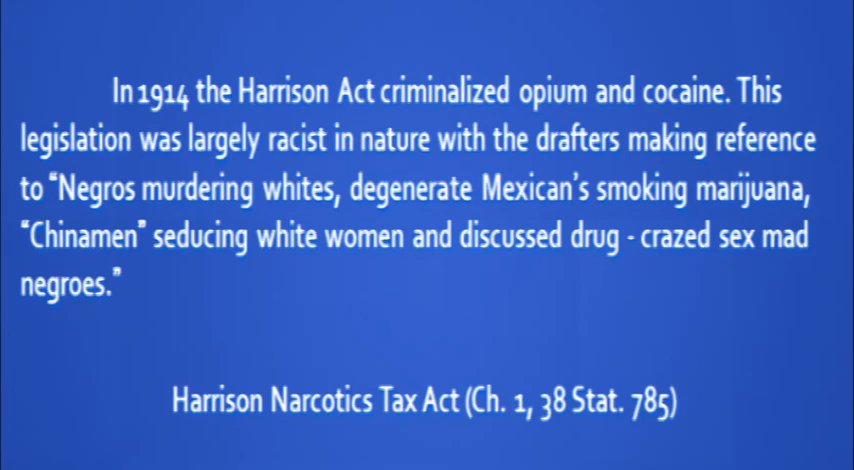 In 1914 the Harrison Act criminalized opium and cocaine. This
legislation was largely racist in nature with the drafters making reference
to “Negros murdering whites, degenerate Mexican’s smoking marijuana,
“Chinamen” seducing white women and discussed drug - crazed sex mad
negroes.”
Harrison Narcotics Tax Act (Ch. 1, 38 Stat. 785)